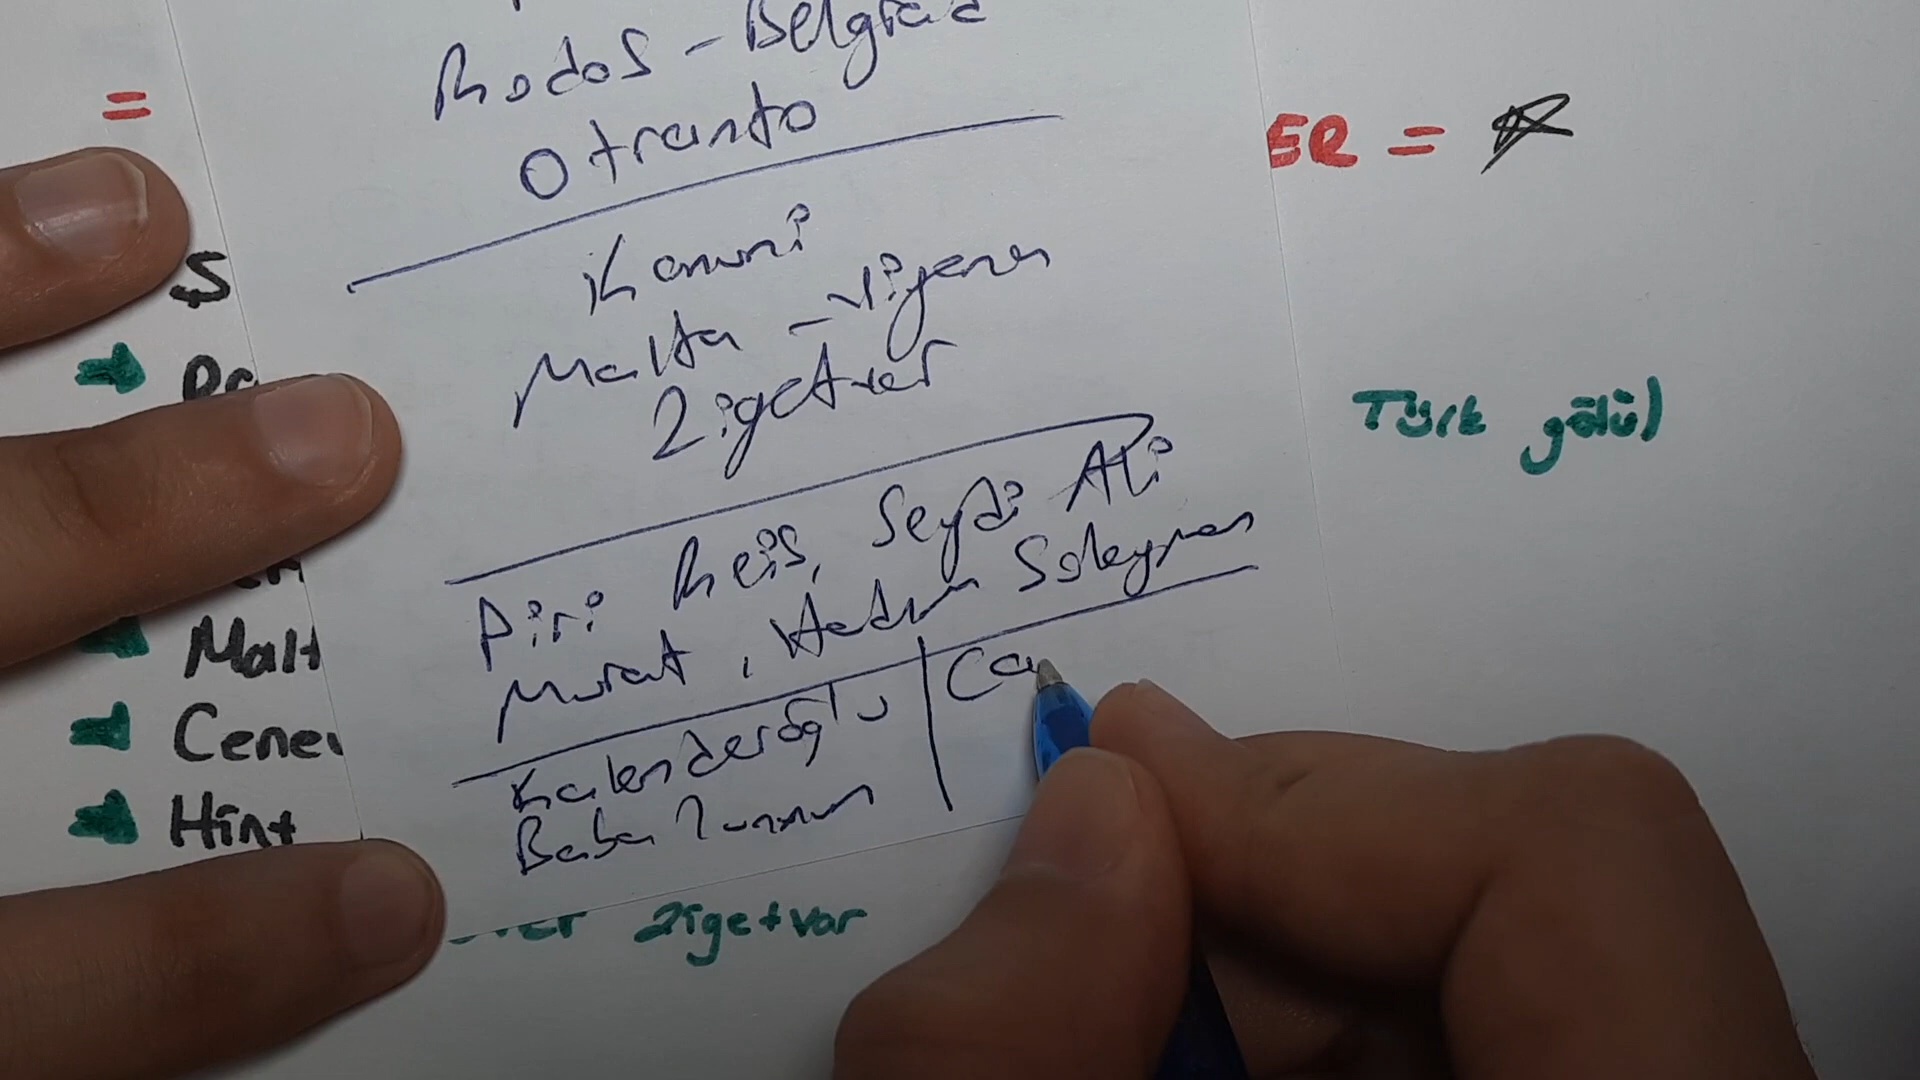 Rodos - Belgrad
Otranto
=
ER =
Kanuni
S
Malta - Viyana
Zigetvar
Türk gölü)
Piri Reis, Seydi Ali
Murat, Hadım Süleyman
Malt
Kalenderoğlu
Ca
Cene
Baba Zünnun
Hint
Zigetvar